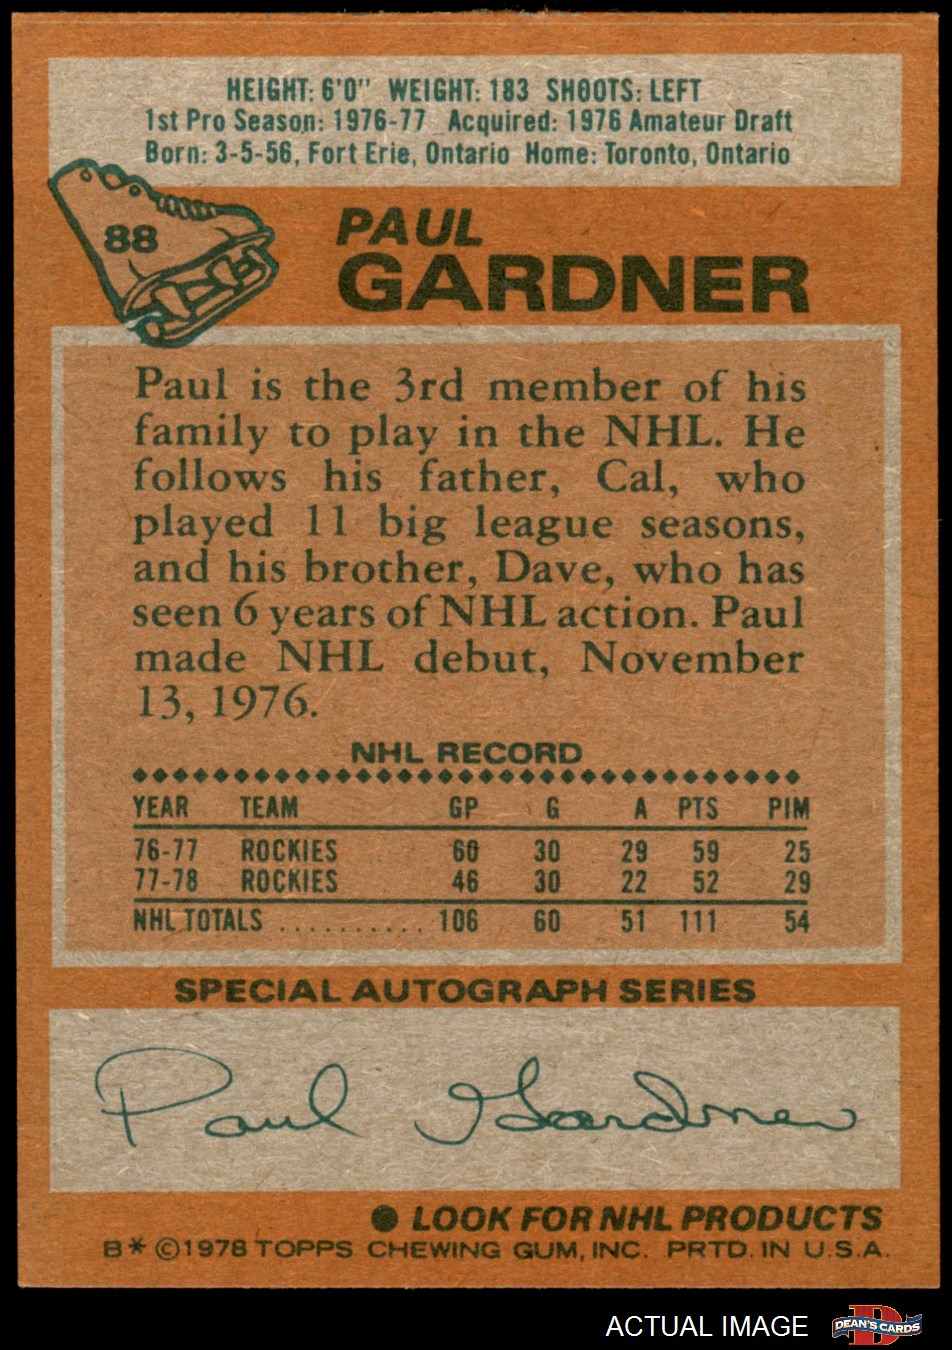 HEIGHT: 6'0" WEIGHT: 183 SHOOTS: LEFT
1st Pro Season: 1976-77 Acquired: 1976 Amateur Draft
Born: 3-5-56, Fort Erie, Ontario Home: Toronto, Ontario
88
PAUL
GARDNER
Paul is the 3rd member of his
family to play in the NHL. He
follows his father, Cal, who
played 11 big league seasons,
and his brother, Dave, who has
seen 6 years of NHL action. Paul
made NHL debut, November
13, 1976.
NHL RECORD
YEAR TEAM GP G A PTS PIM
76-77 ROCKIES 60 30 29 59 25
77-78 ROCKIES 46 30 22 52 29
NHL TOTALS .......... 106 60 51 111 54
SPECIAL AUTOGRAPH SERIES
Paul Gardner
● LOOK FOR NHL PRODUCTS
B* ©1978 TOPPS CHEWING GUM, INC. PRTD. IN U.S.A.
ACTUAL IMAGE D DEAN'S CARDS